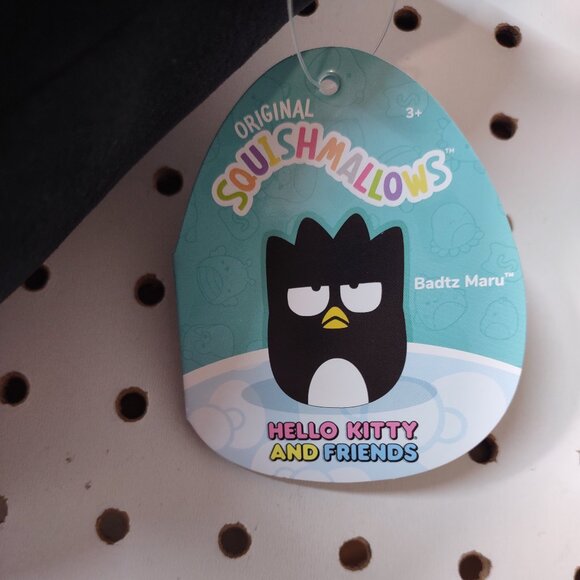 3+
ORIGINAL
SQUISHMALLOWS™
Badtz Maru™
HELLO KITTY
AND FRIENDS